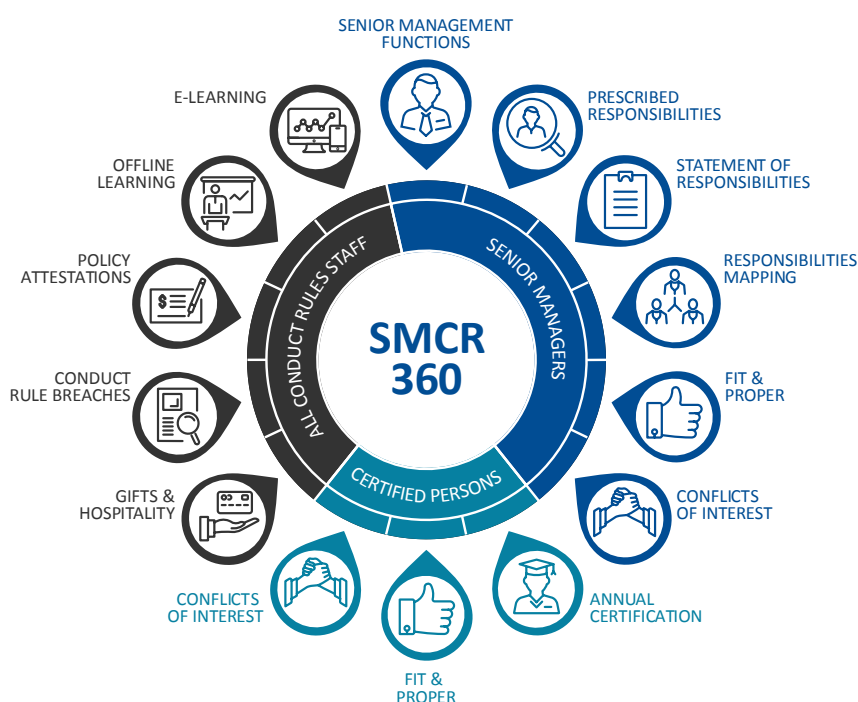 SENIOR MANAGEMENT
FUNCTIONS
PRESCRIBED
RESPONSIBILITIES
STATEMENT OF
RESPONSIBILITIES
RESPONSIBILITIES
MAPPING
FIT &
PROPER
CONFLICTS
OF INTEREST
ANNUAL
CERTIFICATION
FIT &
PROPER
CONFLICTS
OF INTEREST
GIFTS &
HOSPITALITY
CONDUCT
RULE BREACHES
POLICY
ATTESTATIONS
OFFLINE
LEARNING
E-LEARNING
ALL CONDUCT RULES STAFF
SENIOR MANAGERS
CERTIFIED PERSONS
SMCR
360
$